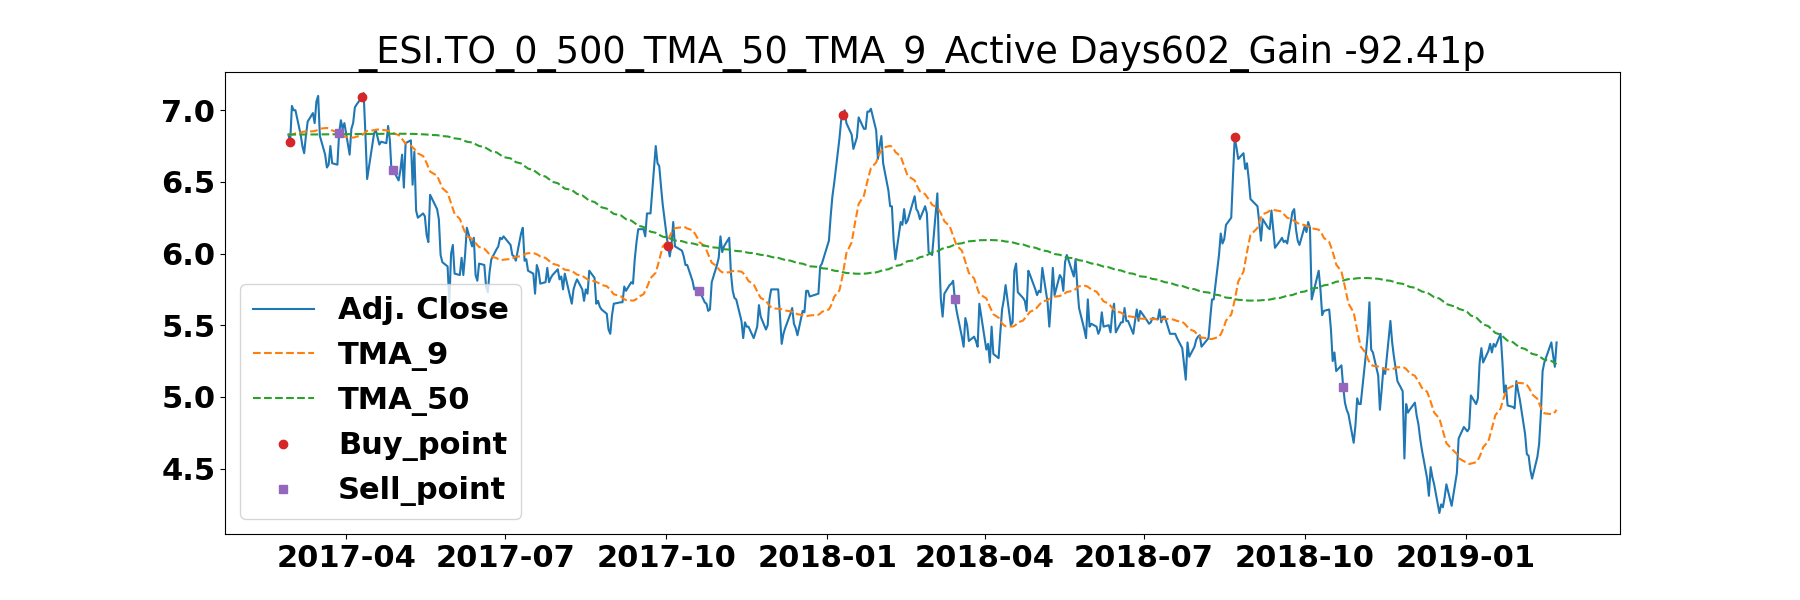 _ESI.TO_0_500_TMA_50_TMA_9_Active Days602_Gain -92.41p
7.0
6.5
6.0
5.5
5.0
4.5
Adj. Close
TMA_9
TMA_50
Buy_point
Sell_point
2017-04 2017-07 2017-10 2018-01 2018-04 2018-07 2018-10 2019-01